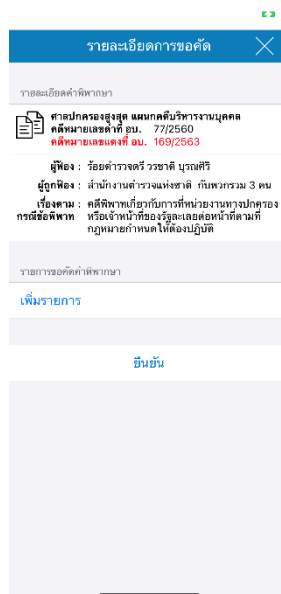 รายละเอียดการขอคัด
รายละเอียดคำพิพากษา
ศาลปกครองสูงสุด แผนกคดีบริหารงานบุคคล
คดีหมายเลขดำที่ อบ. 77/2560
คดีหมายเลขแดงที่ อบ. 169/2563
ผู้ฟ้อง : ร้อยตำรวจตรี วรชาติ บุรณศิริ
ผู้ถูกฟ้อง : สำนักงานตำรวจแห่งชาติ กับพวกรวม 3 คน
เรื่องตาม : คดีพิพาทเกี่ยวกับการที่หน่วยงานทางปกครอง
กรณีข้อพิพาท หรือเจ้าหน้าที่ของรัฐละเลยต่อหน้าที่ตามที่
กฎหมายกำหนดให้ต้องปฏิบัติ
รายการขอคัดคำพิพากษา
เพิ่มรายการ
ยืนยัน